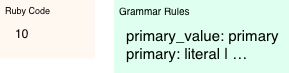 Ruby Code
10
Grammar Rules
primary_value: primary
primary: literal | …